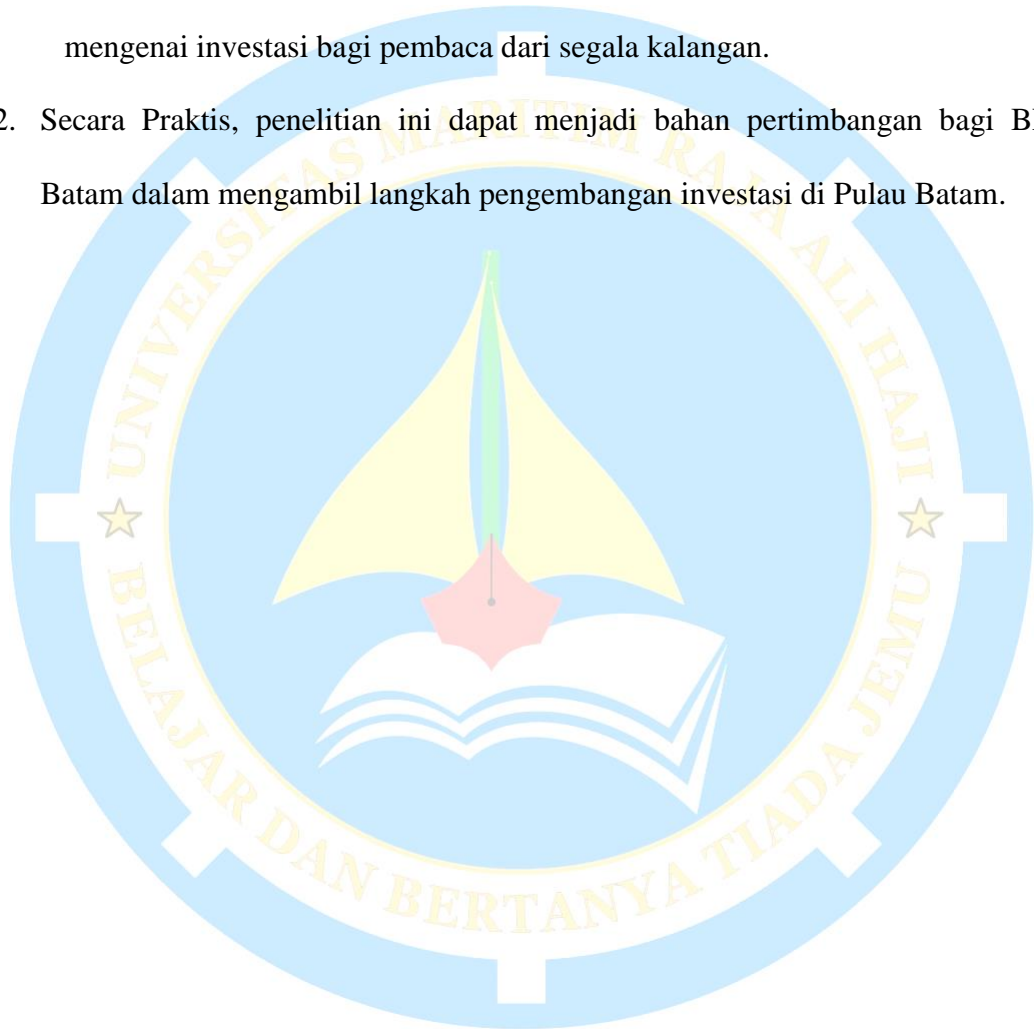 mengenai investasi bagi pembaca dari segala kalangan.
2. Secara Praktis, penelitian ini dapat menjadi bahan pertimbangan bagi
Batam dalam mengambil langkah pengembangan investasi di Pulau Batam.
UNIVERSITAS MARITIM RAJA ALI HAJI
BELAJAR DAN BERTANYA TIADA JEMU